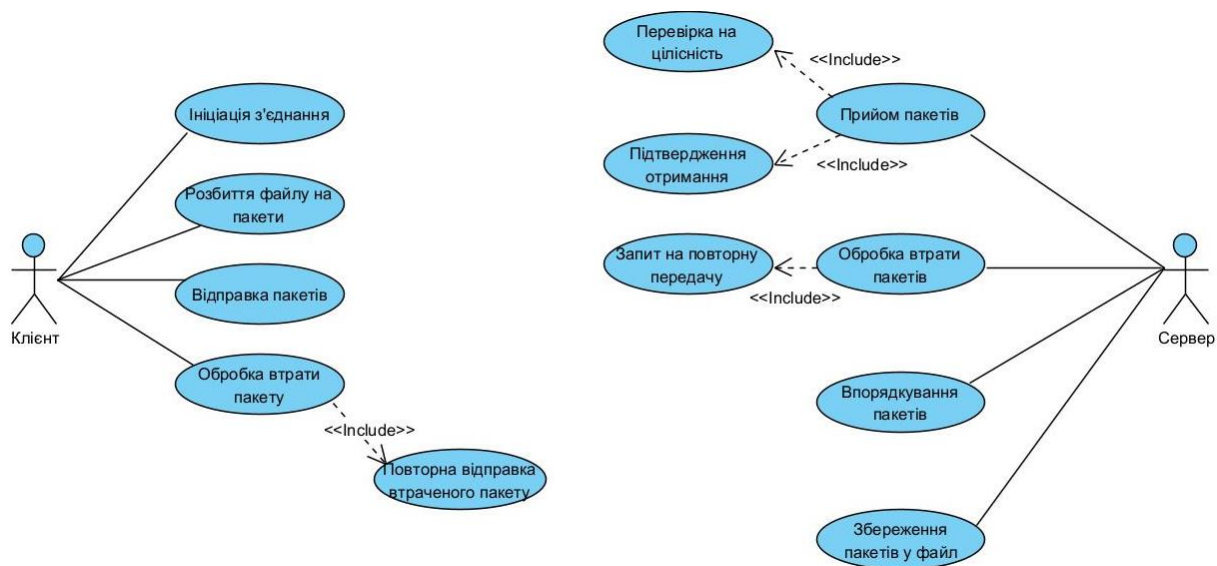 Ініціація з'єднання
Розбиття файлу на
пакети
Відправка пакетів
Клієнт
Обробка втрати
пакету
<<Include>>
Повторна відправка
втраченого пакету
Перевірка на
цілісність
<<Include>>
Прийом пакетів
Підтвердження
отримання
<<Include>>
Запит на повторну
передачу
<<Include>>
Обробка втрати
пакетів
Сервер
Впорядкування
пакетів
Збереження
пакетів у файл